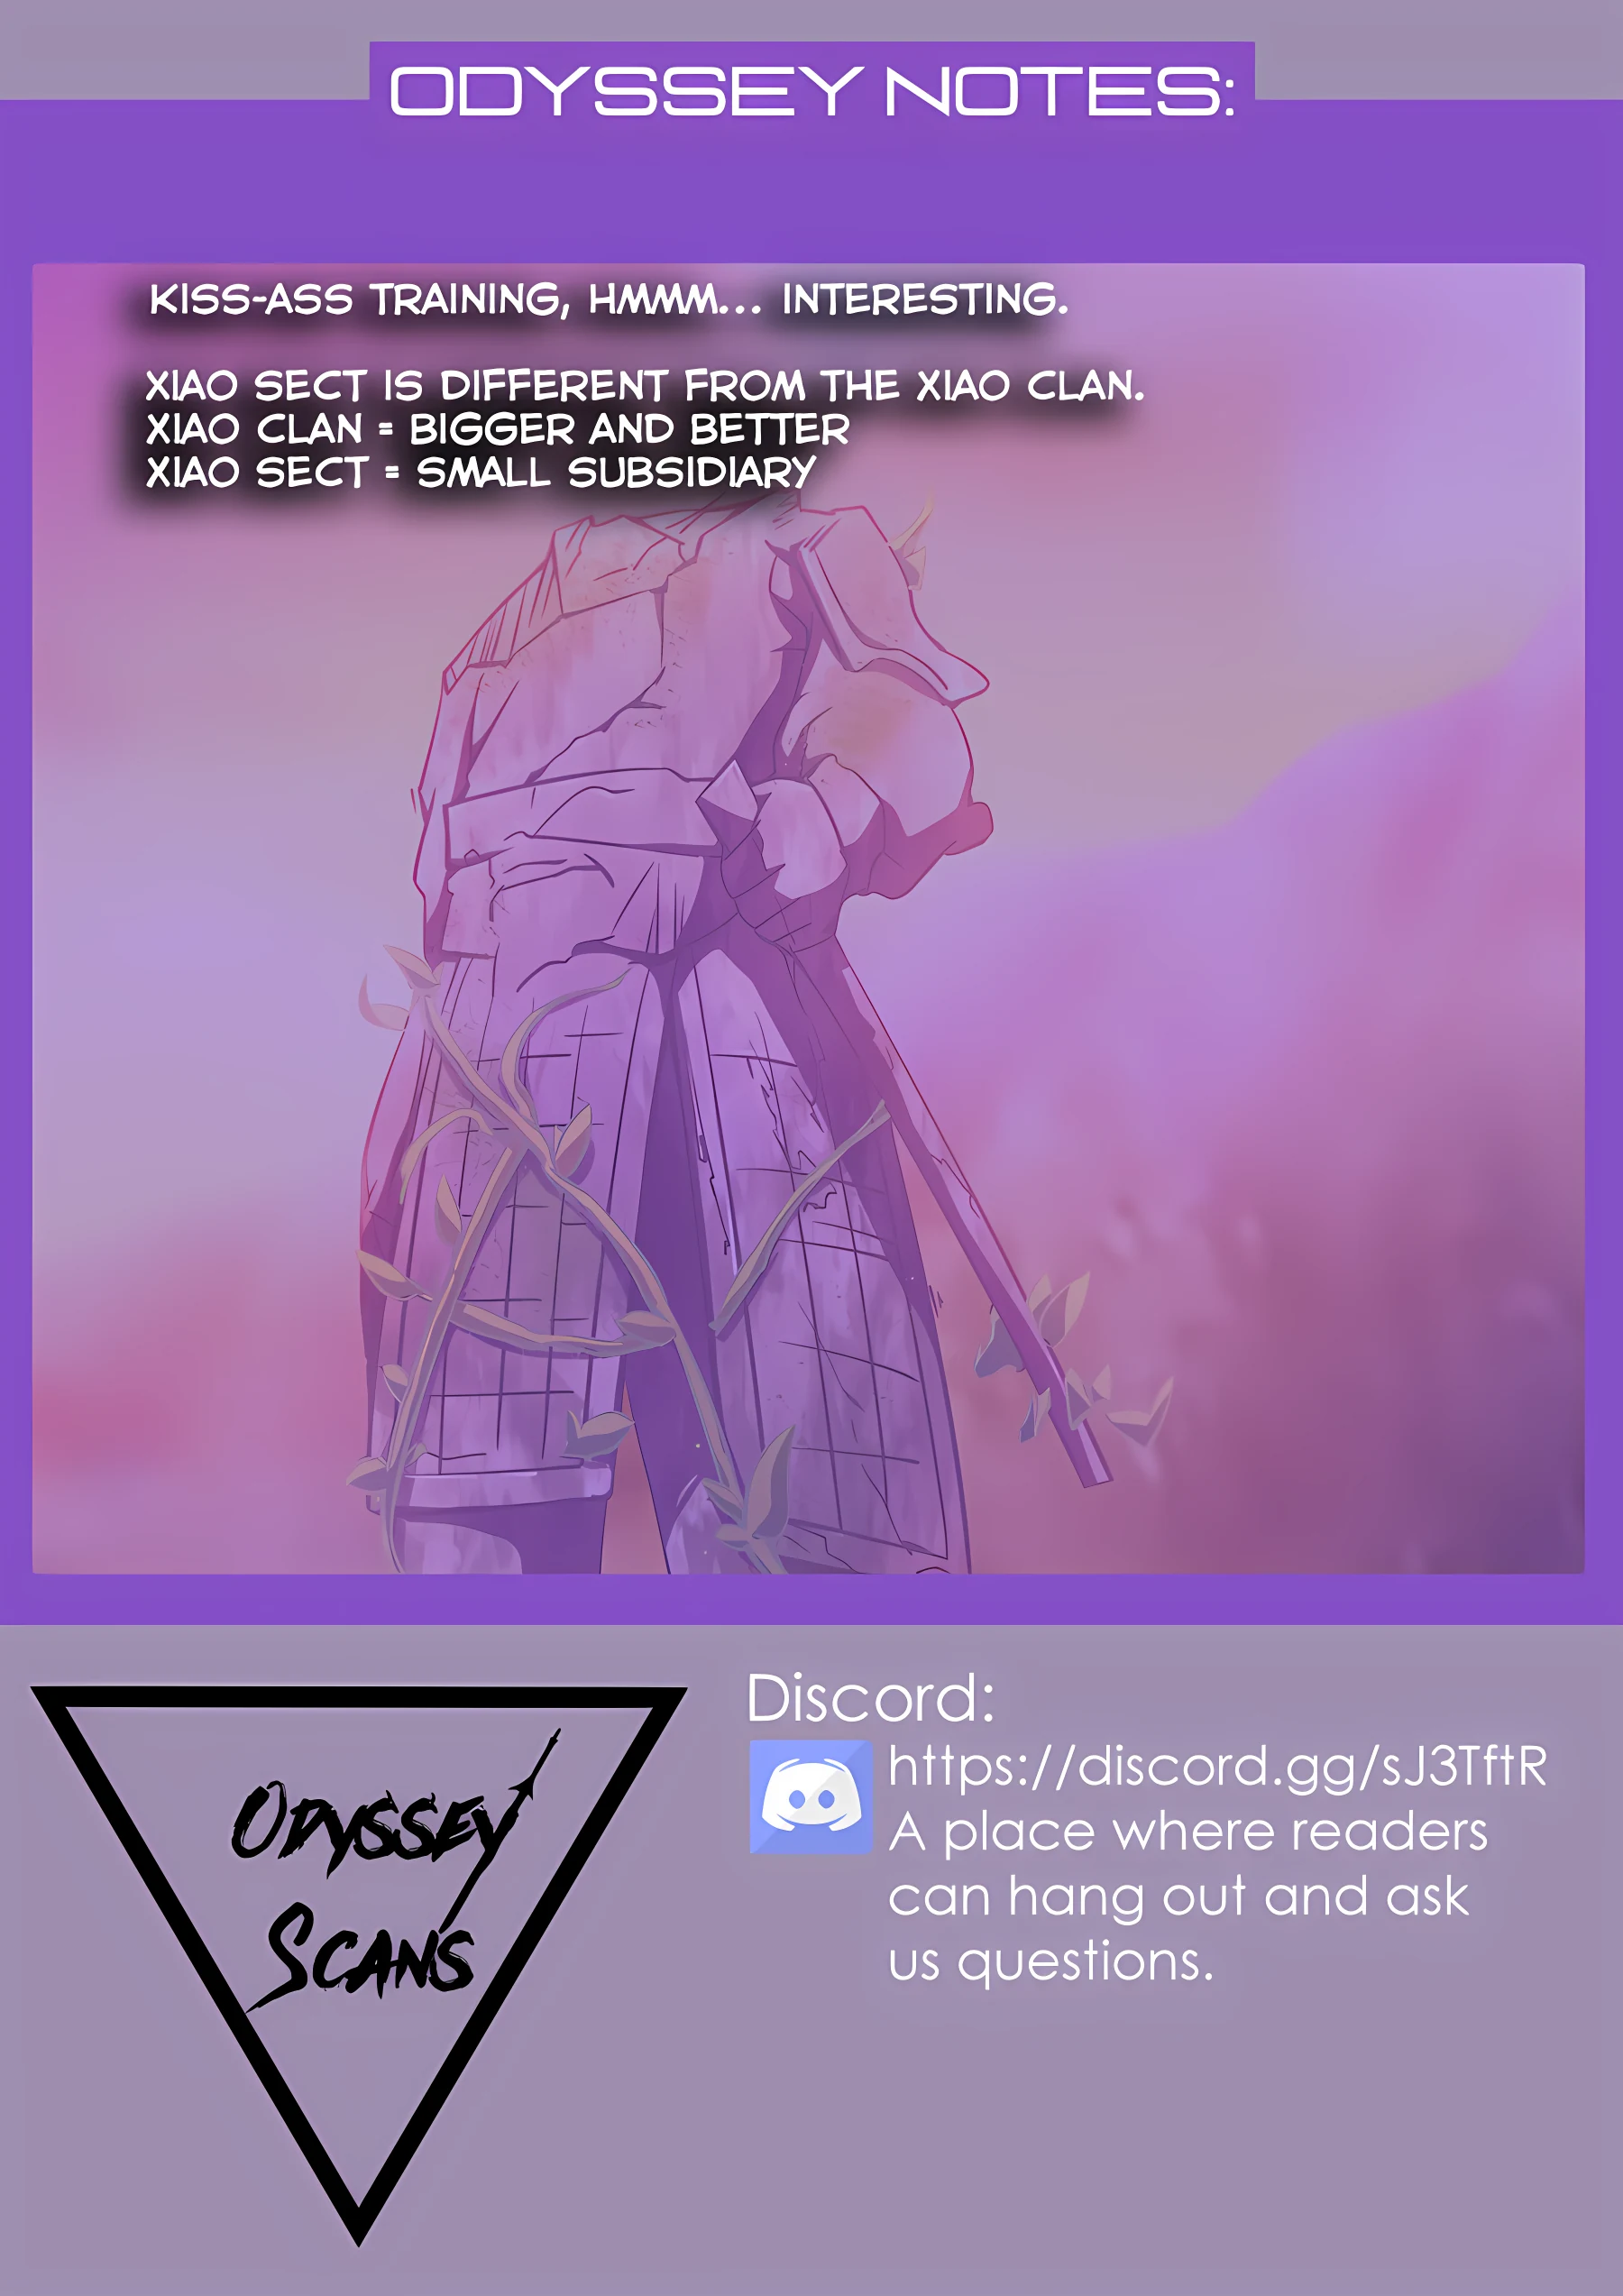 ODYSSEY NOTES:
KISS-ASS TRAINING, HMMM... INTERESTING.
XIAO SECT IS DIFFERENT FROM THE XIAO CLAN.
XIAO CLAN = BIGGER AND BETTER
XIAO SECT = SMALL SUBSIDIARY
ODYSSEY
SCANS
Discord:
https://discord.gg/sJ3TftR
A place where readers
can hang out and ask
us questions.